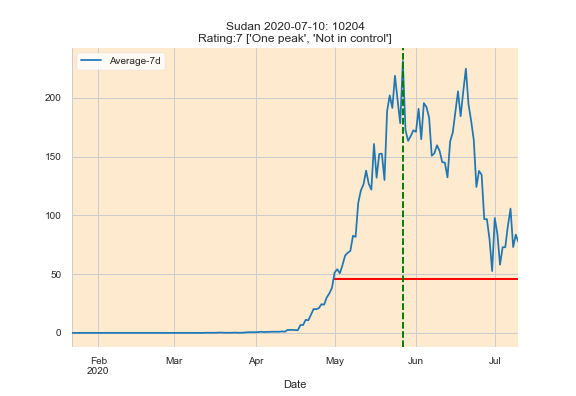 Sudan 2020-07-10: 10204
Rating:7 ['One peak', 'Not in control']
Average-7d
200
150
100
50
0
Feb Mar Apr May Jun Jul
2020
Date